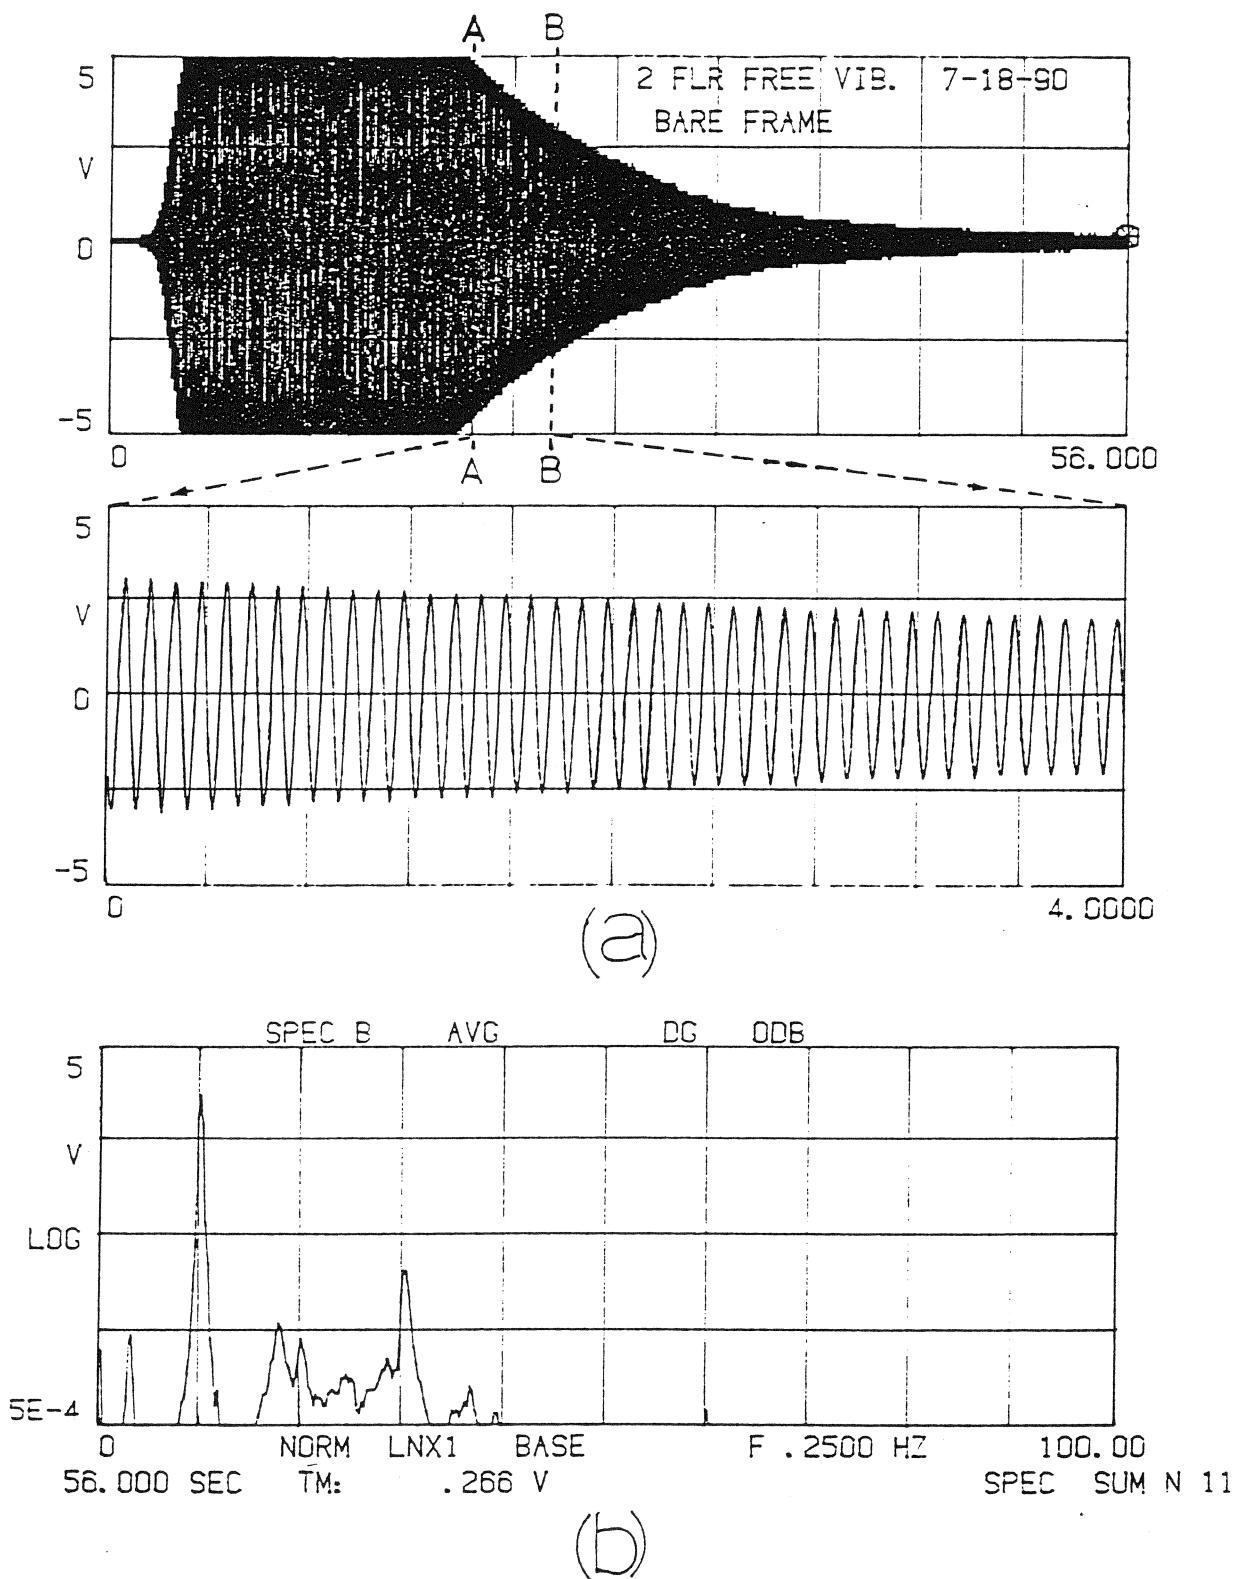 A B
5 2 FLR FREE VIB. 7-18-90
BARE FRAME
V
0
-5
0 56.000
A B
5
V
0
-5
0 4.0000
(a)
SPEC B AVG DG 0DB
5
V
LOG
5E-4
0 NORM LNX1 BASE F .2500 HZ 100.00
56.000 SEC TM: .266 V SPEC SUM N 11
(b)